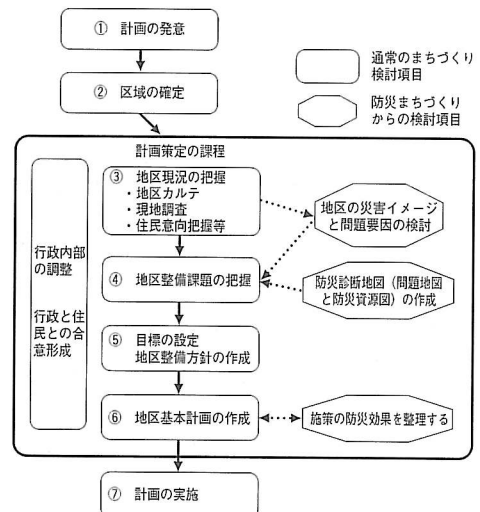 ① 計画の発意
② 区域の確定
通常のまちづくり
検討項目
防災まちづくり
からの検討項目
計画策定の課程
行政内部
の調整
行政と住
民との合
意形成
③ 地区現況の把握
・地区カルテ
・現地調査
・住民意向把握等
地区の災害イメージ
と問題要因の検討
④ 地区整備課題の把握
防災診断地図（問題地図
と防災資源図）の作成
⑤ 目標の設定
地区整備方針の作成
⑥ 地区基本計画の作成
施策の防災効果を整理する
⑦ 計画の実施